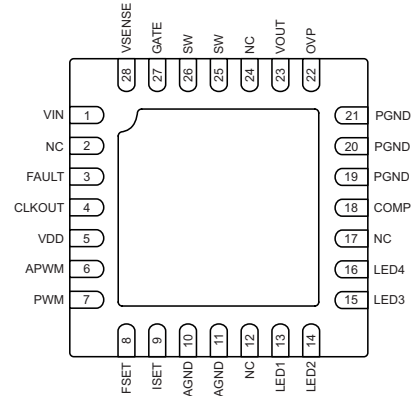 VSENSE
GATE
SW
SW
NC
VOUT
OVP
28
27
26
25
24
23
22
VIN 1
NC 2
FAULT 3
CLKOUT 4
VDD 5
APWM 6
PWM 7
21 PGND
20 PGND
19 PGND
18 COMP
17 NC
16 LED4
15 LED3
8
9
10
11
12
13
14
FSET
ISET
AGND
AGND
NC
LED1
LED2